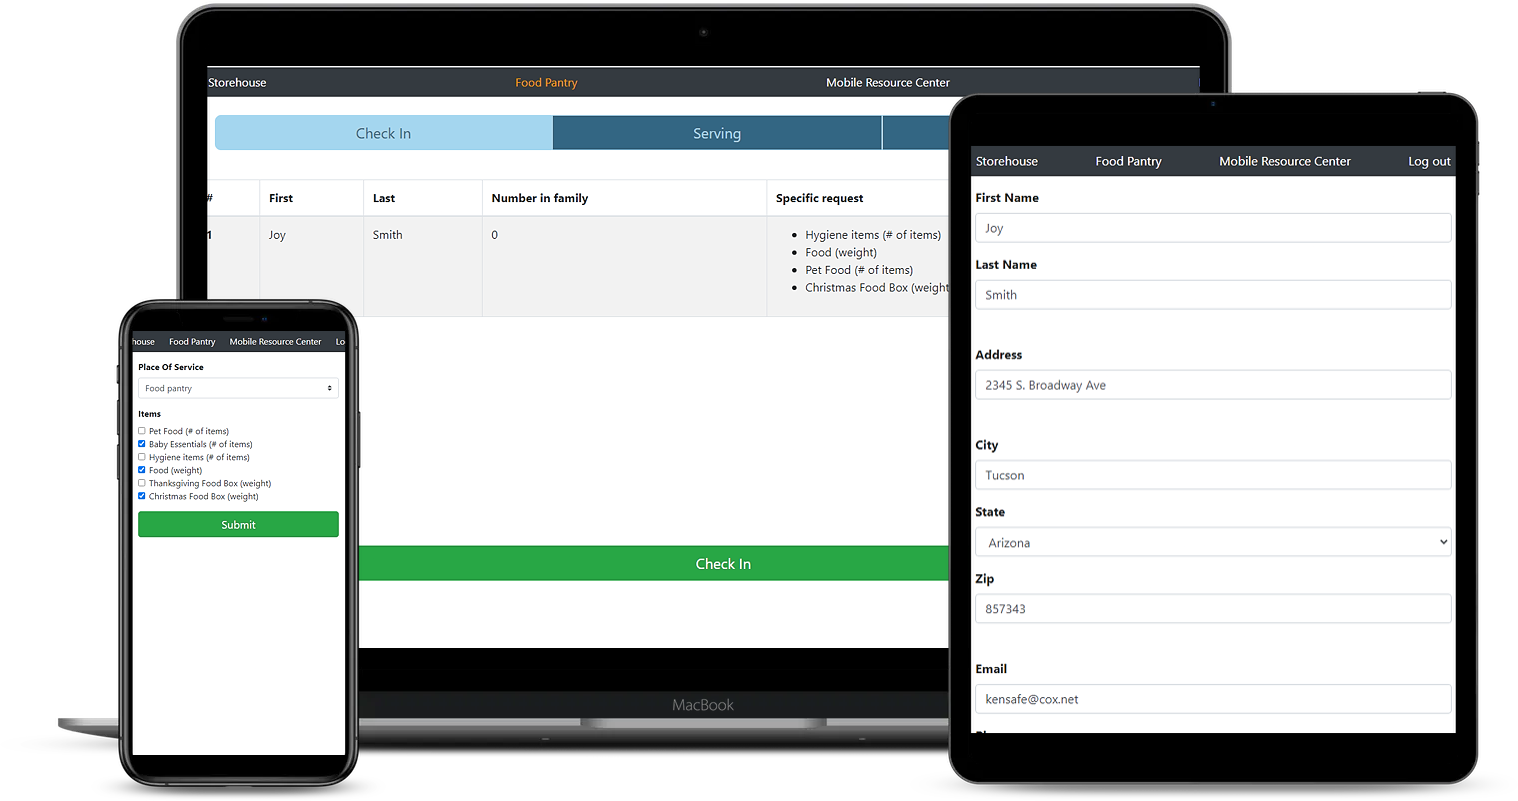 Storehouse Food Pantry Mobile Resource Center
Check In Serving
# First Last Number in family Specific request
1 Joy Smith 0
Hygiene items (# of items)
Food (weight)
Pet Food (# of items)
Christmas Food Box (weight
Check In
MacBook
house Food Pantry Mobile Resource Center Lo
Place Of Service
Food pantry
Items
Pet Food (# of items)
Baby Essentials (# of items)
Hygiene items (# of items)
Food (weight)
Thanksgiving Food Box (weight)
Christmas Food Box (weight)
Submit
Storehouse Food Pantry Mobile Resource Center Log out
First Name
Joy
Last Name
Smith
Address
2345 S. Broadway Ave
City
Tucson
State
Arizona
Zip
857343
Email
kensafe@cox.net